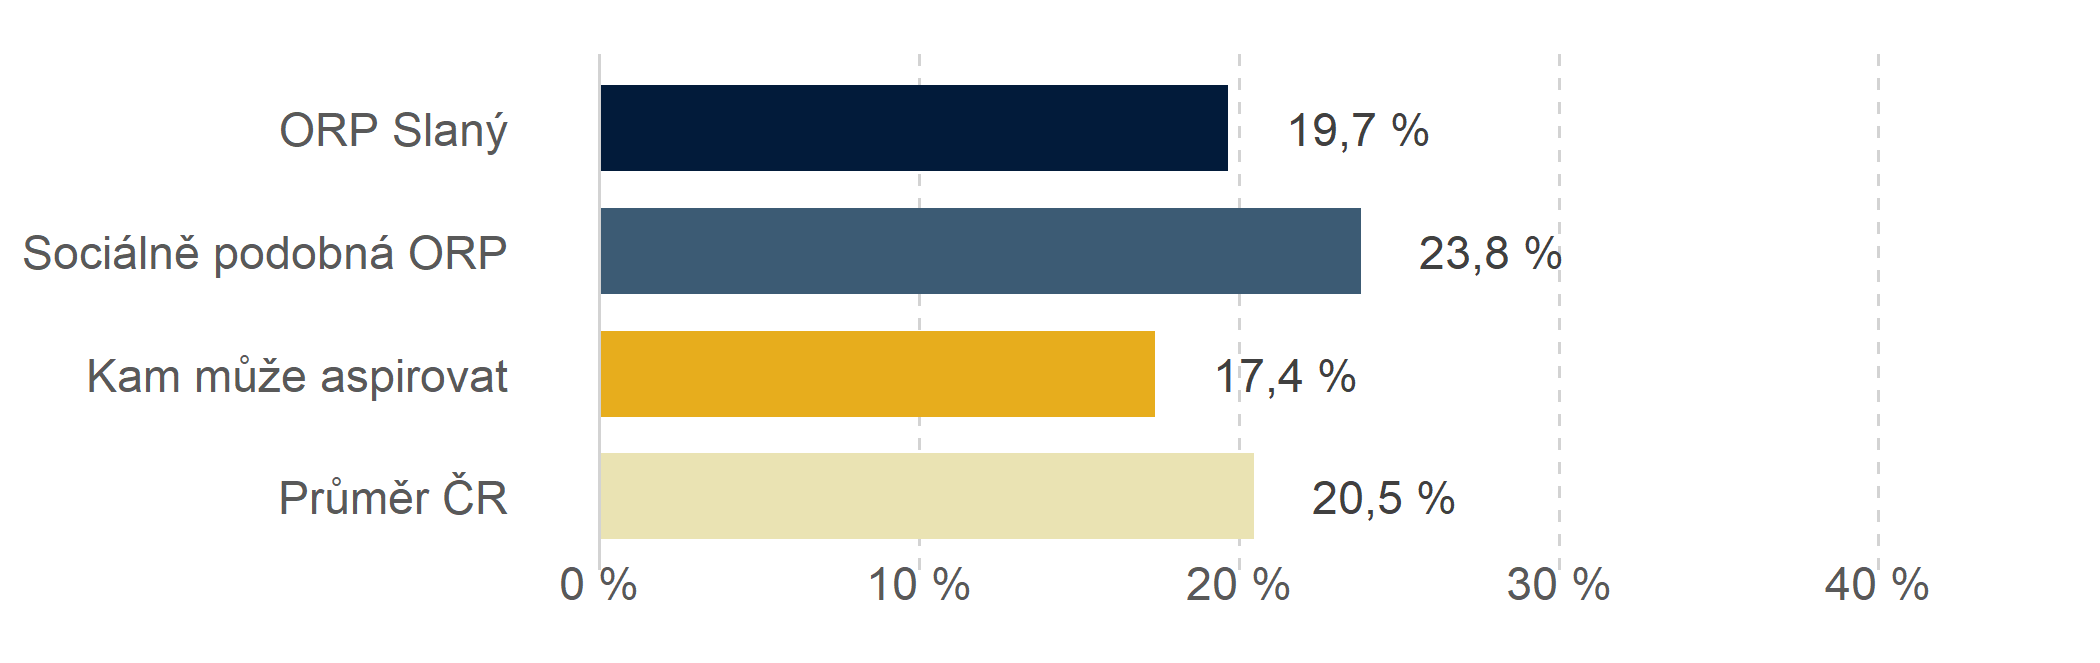 ORP Slaný 19,7 %
Sociálně podobná ORP 23,8 %
Kam může aspirovat 17,4 %
Průměr ČR 20,5 %
0 % 10 % 20 % 30 % 40 %